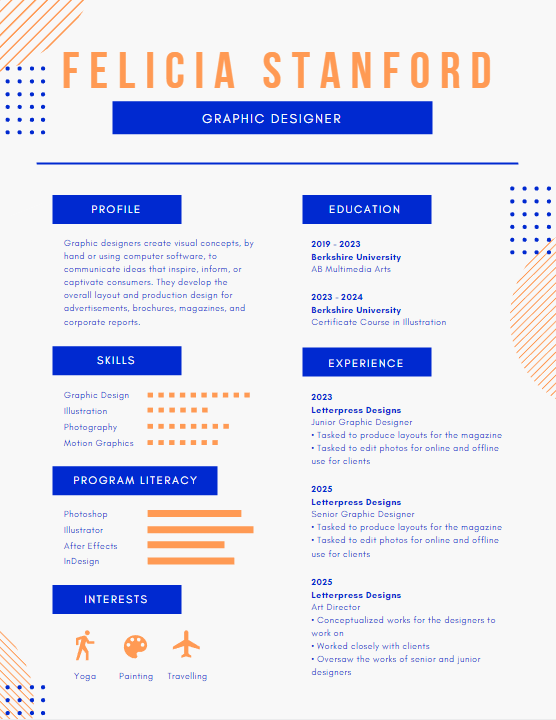 FELICIA STANFORD
GRAPHIC DESIGNER
PROFILE
Graphic designers create visual concepts, by
hand or using computer software, to
communicate ideas that inspire, inform, or
captivate consumers. They develop the
overall layout and production design for
advertisements, brochures, magazines, and
corporate reports.
SKILLS
Graphic Design
Illustration
Photography
Motion Graphics
PROGRAM LITERACY
Photoshop
Illustrator
After Effects
InDesign
INTERESTS
Yoga
Painting
Travelling
EDUCATION
2019 - 2023
Berkshire University
AB Multimedia Arts
2023 - 2024
Berkshire University
Certificate Course in Illustration
EXPERIENCE
2023
Letterpress Designs
Junior Graphic Designer
• Tasked to produce layouts for the magazine
• Tasked to edit photos for online and offline
use for clients
2025
Letterpress Designs
Senior Graphic Designer
• Tasked to produce layouts for the magazine
• Tasked to edit photos for online and offline
use for clients
2025
Letterpress Designs
Art Director
• Conceptualized works for the designers to
work on
• Worked closely with clients
• Oversaw the works of senior and junior
designers